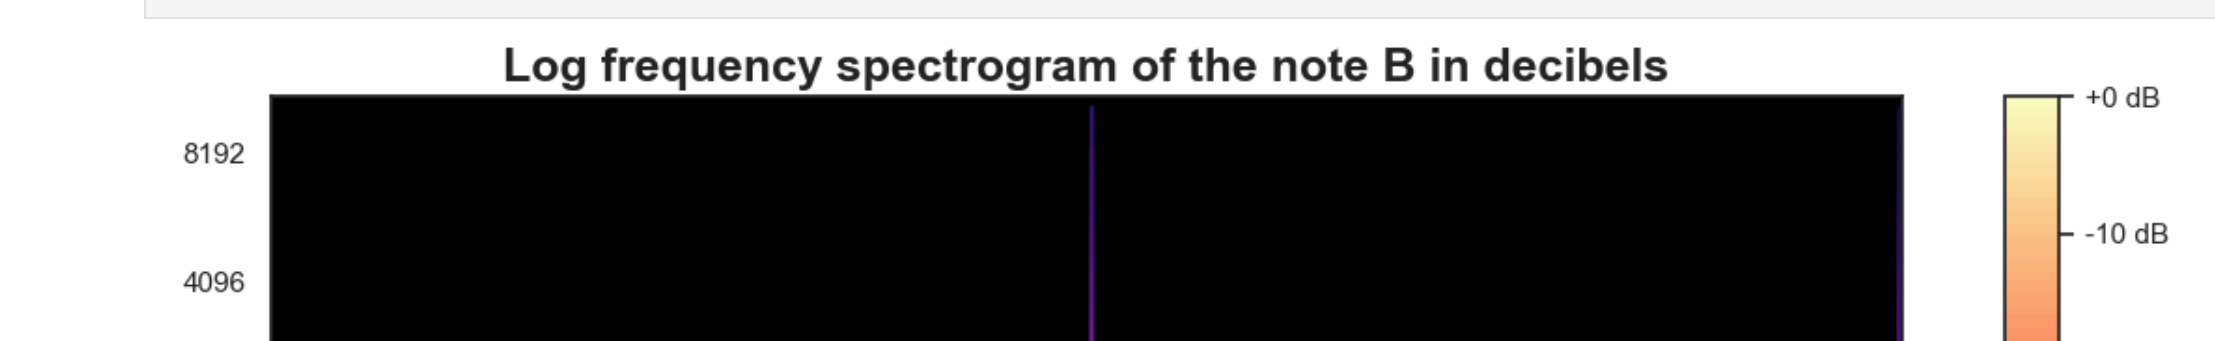 Log frequency spectrogram of the note B in decibels
+0 dB
8192
-10 dB
4096